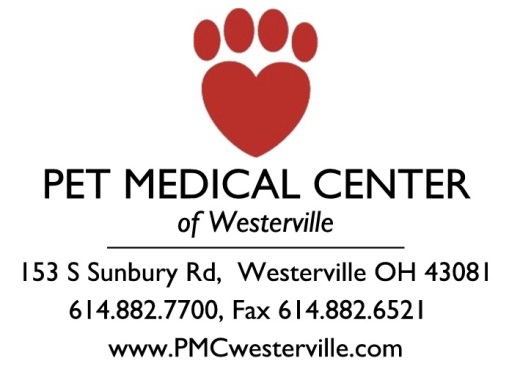 PET MEDICAL CENTER
of Westerville
153 S Sunbury Rd,  Westerville OH 43081
614.882.7700, Fax 614.882.6521
www.PMCwesterville.com